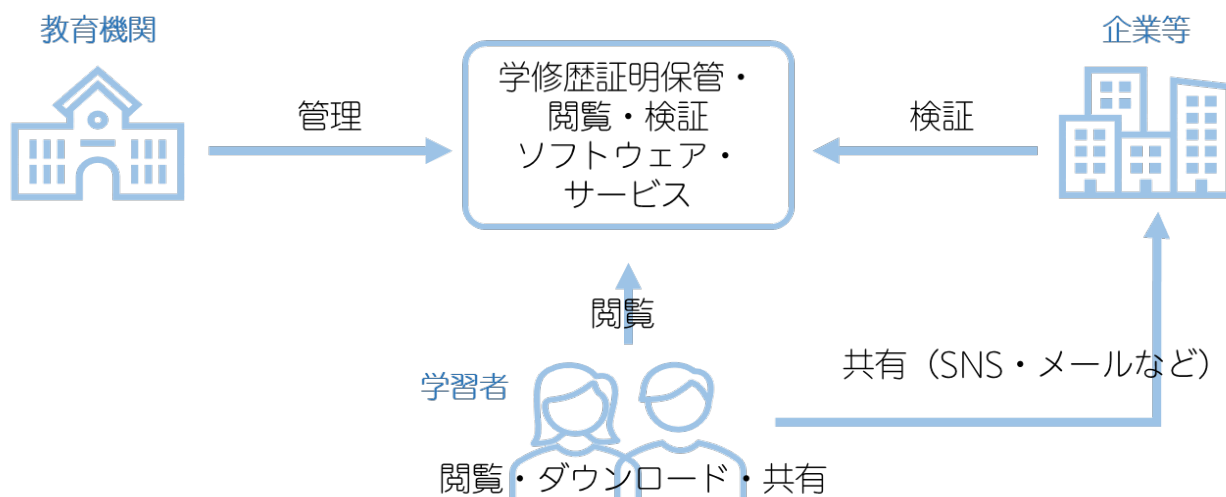 教育機関
企業等
学修歴証明保管・
閲覧・検証
ソフトウェア・
サービス
管理
検証
閲覧
共有（SNS・メールなど）
学習者
閲覧・ダウンロード・共有